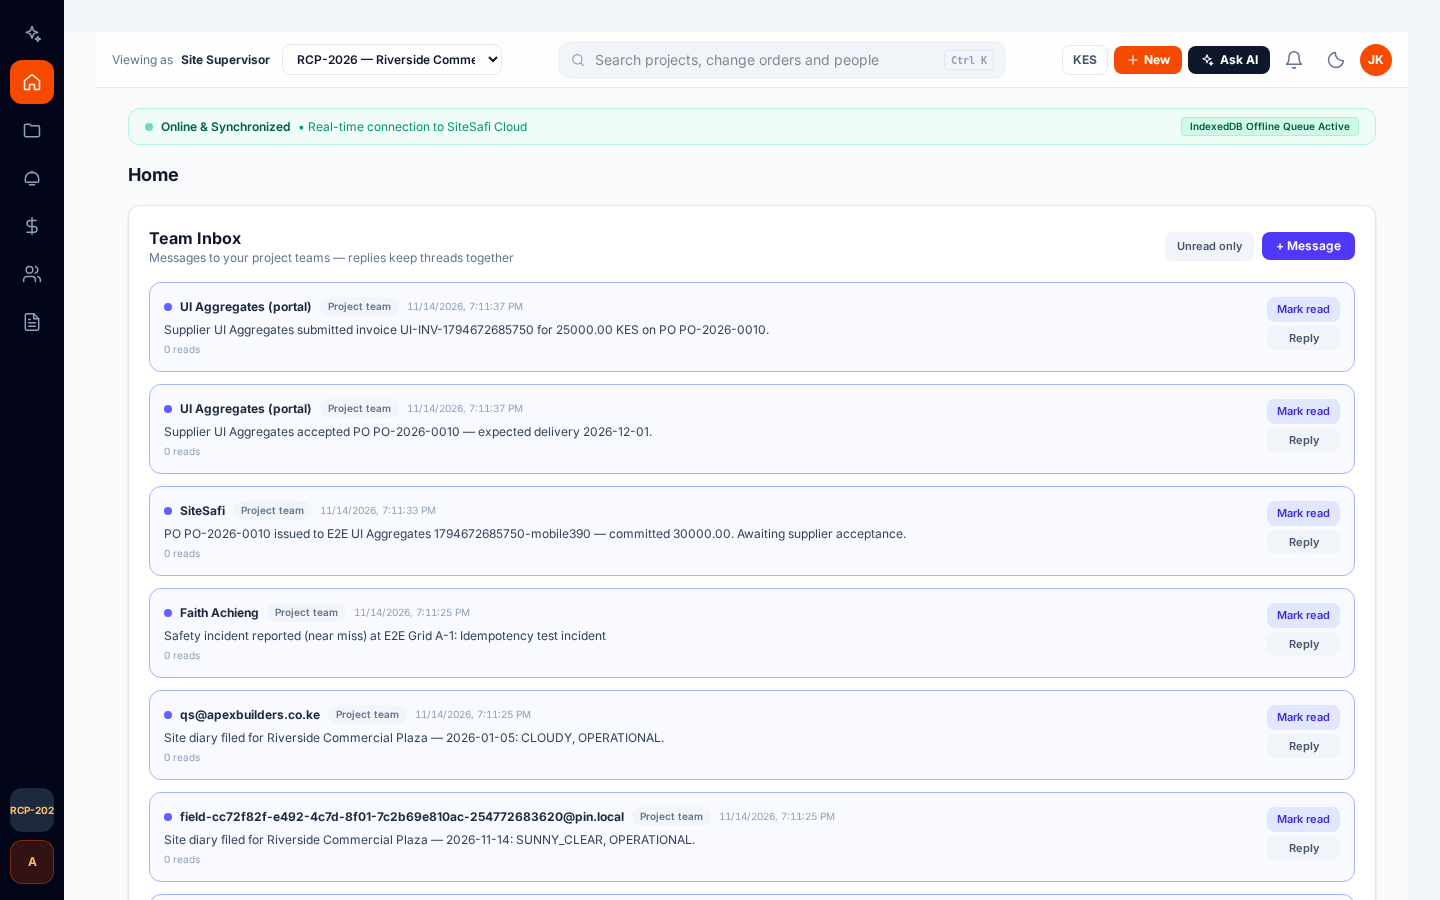 Viewing as Site Supervisor RCP-2026 — Riverside Comme Search projects, change orders and people Ctrl K KES + New Ask AI JK
Online & Synchronized • Real-time connection to SiteSafi Cloud IndexedDB Offline Queue Active
Home
Team Inbox
Messages to your project teams — replies keep threads together
Unread only + Message
UI Aggregates (portal) Project team 11/14/2026, 7:11:37 PM Mark read
Supplier UI Aggregates submitted invoice UI-INV-1794672685750 for 25000.00 KES on PO PO-2026-0010.
0 reads Reply
UI Aggregates (portal) Project team 11/14/2026, 7:11:37 PM Mark read
Supplier UI Aggregates accepted PO PO-2026-0010 — expected delivery 2026-12-01.
0 reads Reply
SiteSafi Project team 11/14/2026, 7:11:33 PM Mark read
PO PO-2026-0010 issued to E2E UI Aggregates 1794672685750-mobile390 — committed 30000.00. Awaiting supplier acceptance.
0 reads Reply
Faith Achieng Project team 11/14/2026, 7:11:25 PM Mark read
Safety incident reported (near miss) at E2E Grid A-1: Idempotency test incident
0 reads Reply
qs@apexbuilders.co.ke Project team 11/14/2026, 7:11:25 PM Mark read
Site diary filed for Riverside Commercial Plaza — 2026-01-05: CLOUDY, OPERATIONAL.
0 reads Reply
field-cc72f82f-e492-4c7d-8f01-7c2b69e810ac-254772683620@pin.local Project team 11/14/2026, 7:11:25 PM Mark read
Site diary filed for Riverside Commercial Plaza — 2026-11-14: SUNNY_CLEAR, OPERATIONAL.
0 reads Reply
RCP-202
A